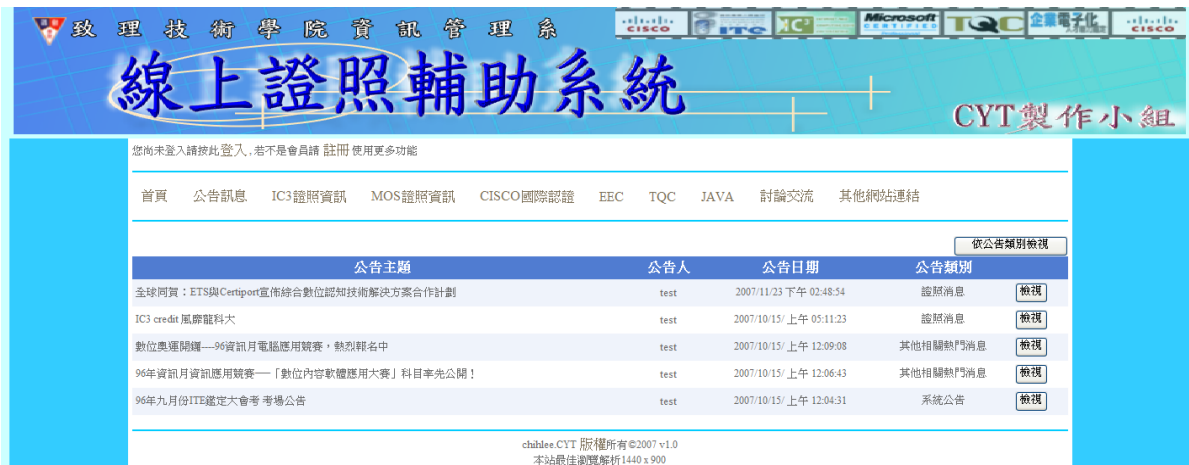 致理技術學院資訊管理系
CISCO ITC IC³ Microsoft CERTIFIED TQC 企業電子化 人才能力鑑定 CISCO
線上證照輔助系統
CYT製作小組
您尚未登入請按此登入,若不是會員請 註冊 使用更多功能
首頁 公告訊息 IC3證照資訊 MOS證照資訊 CISCO國際認證 EEC TQC JAVA 討論交流 其他網站連結
依公告類別檢視
公告主題 公告人 公告日期 公告類別
全球同賀：ETS與Certiport宣佈綜合數位認知技術解決方案合作計劃 test 2007/11/23 下午 02:48:54 證照消息 檢視
IC3 credit 風靡龍科大 test 2007/10/15/ 上午 05:11:23 證照消息 檢視
數位奧運開鑼----96資訊月電腦應用競賽，熱烈報名中 test 2007/10/15/ 上午 12:09:08 其他相關熱門消息 檢視
96年資訊月資訊應用競賽──「數位內容軟體應用大賽」科目率先公開！ test 2007/10/15/ 上午 12:06:43 其他相關熱門消息 檢視
96年九月份ITE鑑定大會考 考場公告 test 2007/10/15/ 上午 12:04:31 系統公告 檢視
chihlee.CYT 版權所有©2007 v1.0
本站最佳瀏覽解析1440 x 900